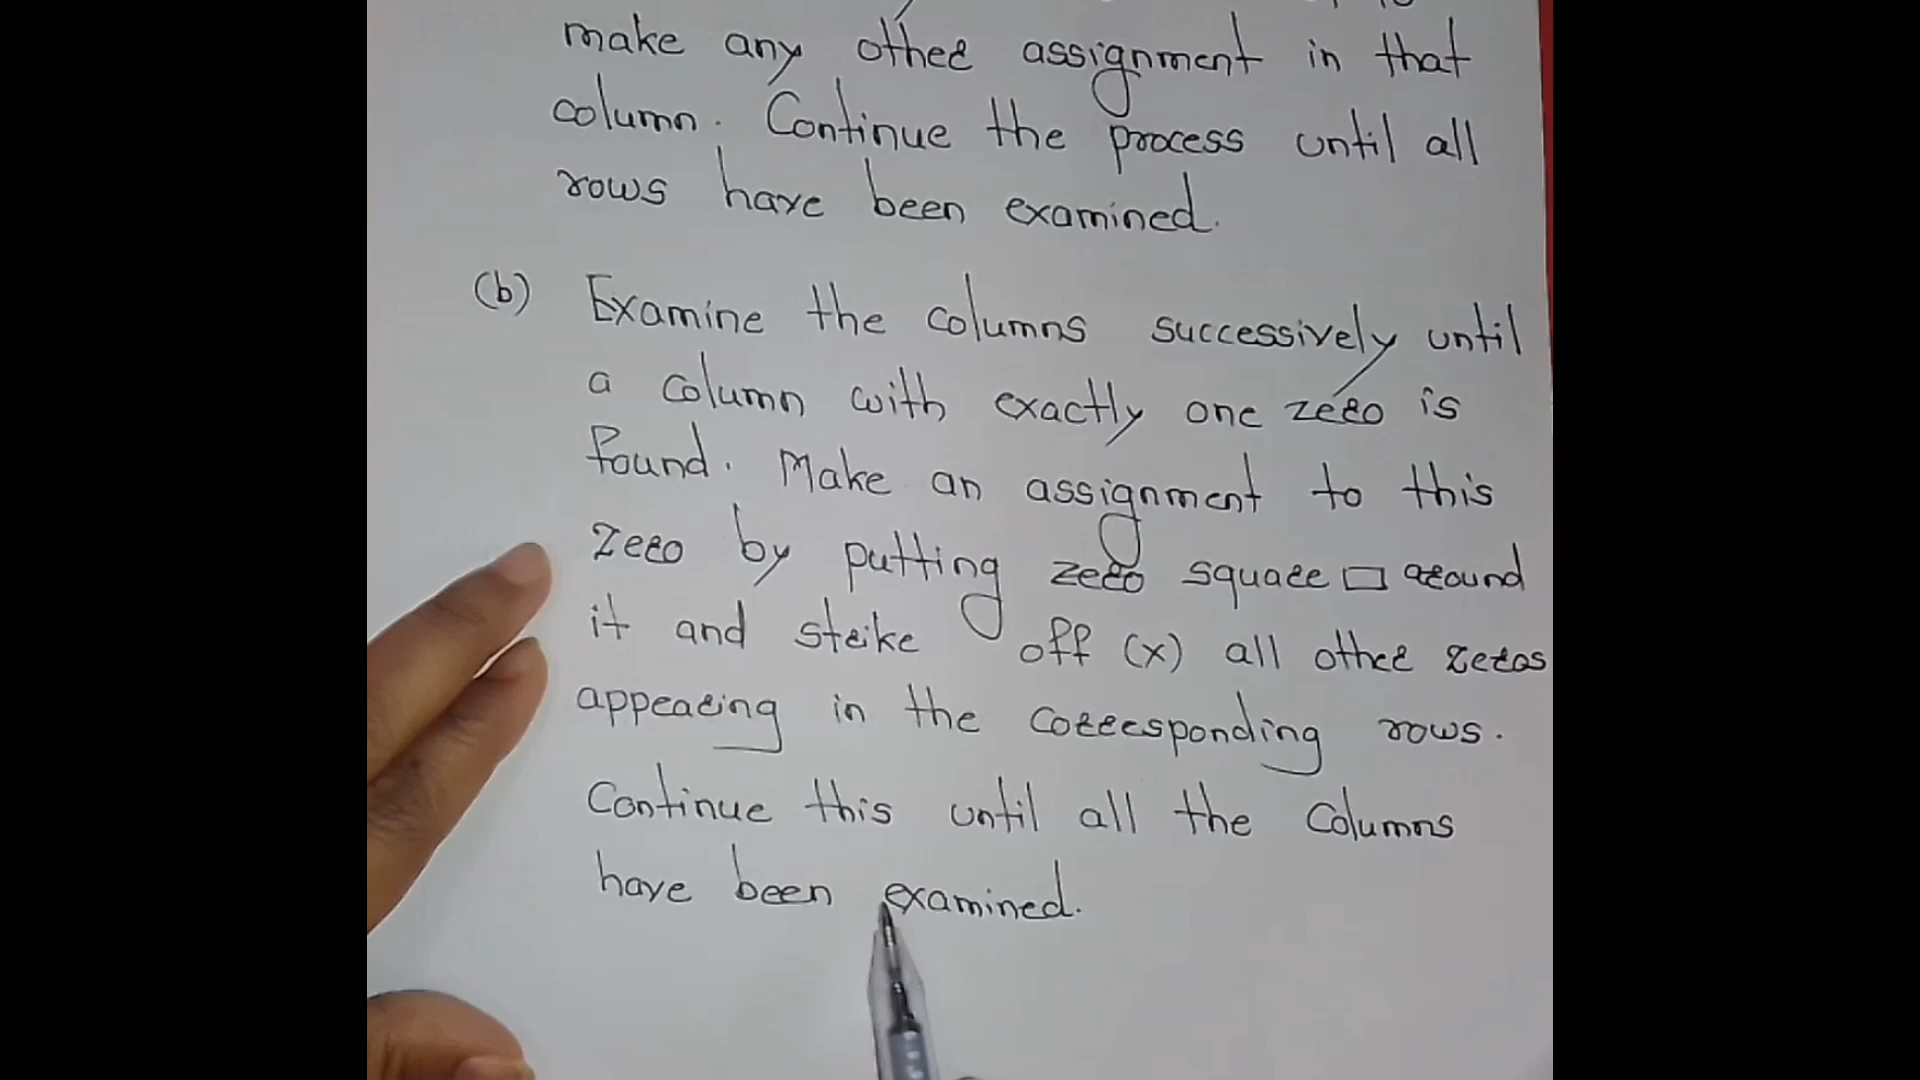 make any other assignment in that
column. Continue the process until all
rows have been examined.
(b) Examine the columns successively until
a column with exactly one zero is
found. Make an assignment to this
zero by putting zero square □ around
it and strike off (x) all other zeros
appearing in the corresponding rows.
Continue this until all the columns
have been examined.